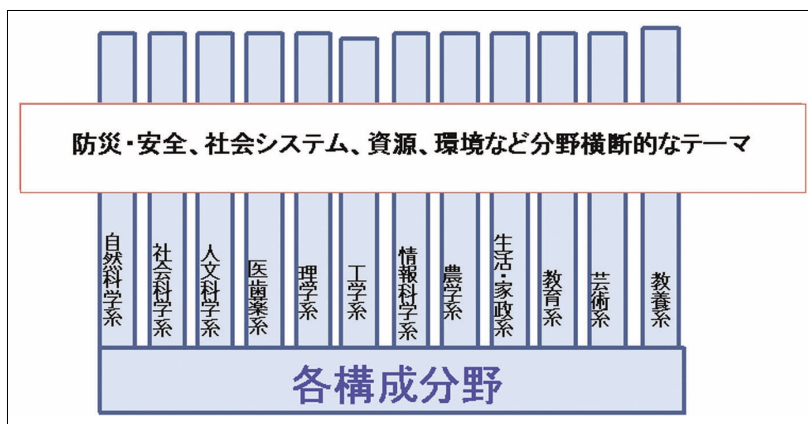 防災・安全、社会システム、資源、環境など分野横断的なテーマ
自然科学系
社会科学系
人文科学系
医歯薬系
理学系
工学系
情報科学系
農学系
生活・家政系
教育系
芸術系
教養系
各構成分野